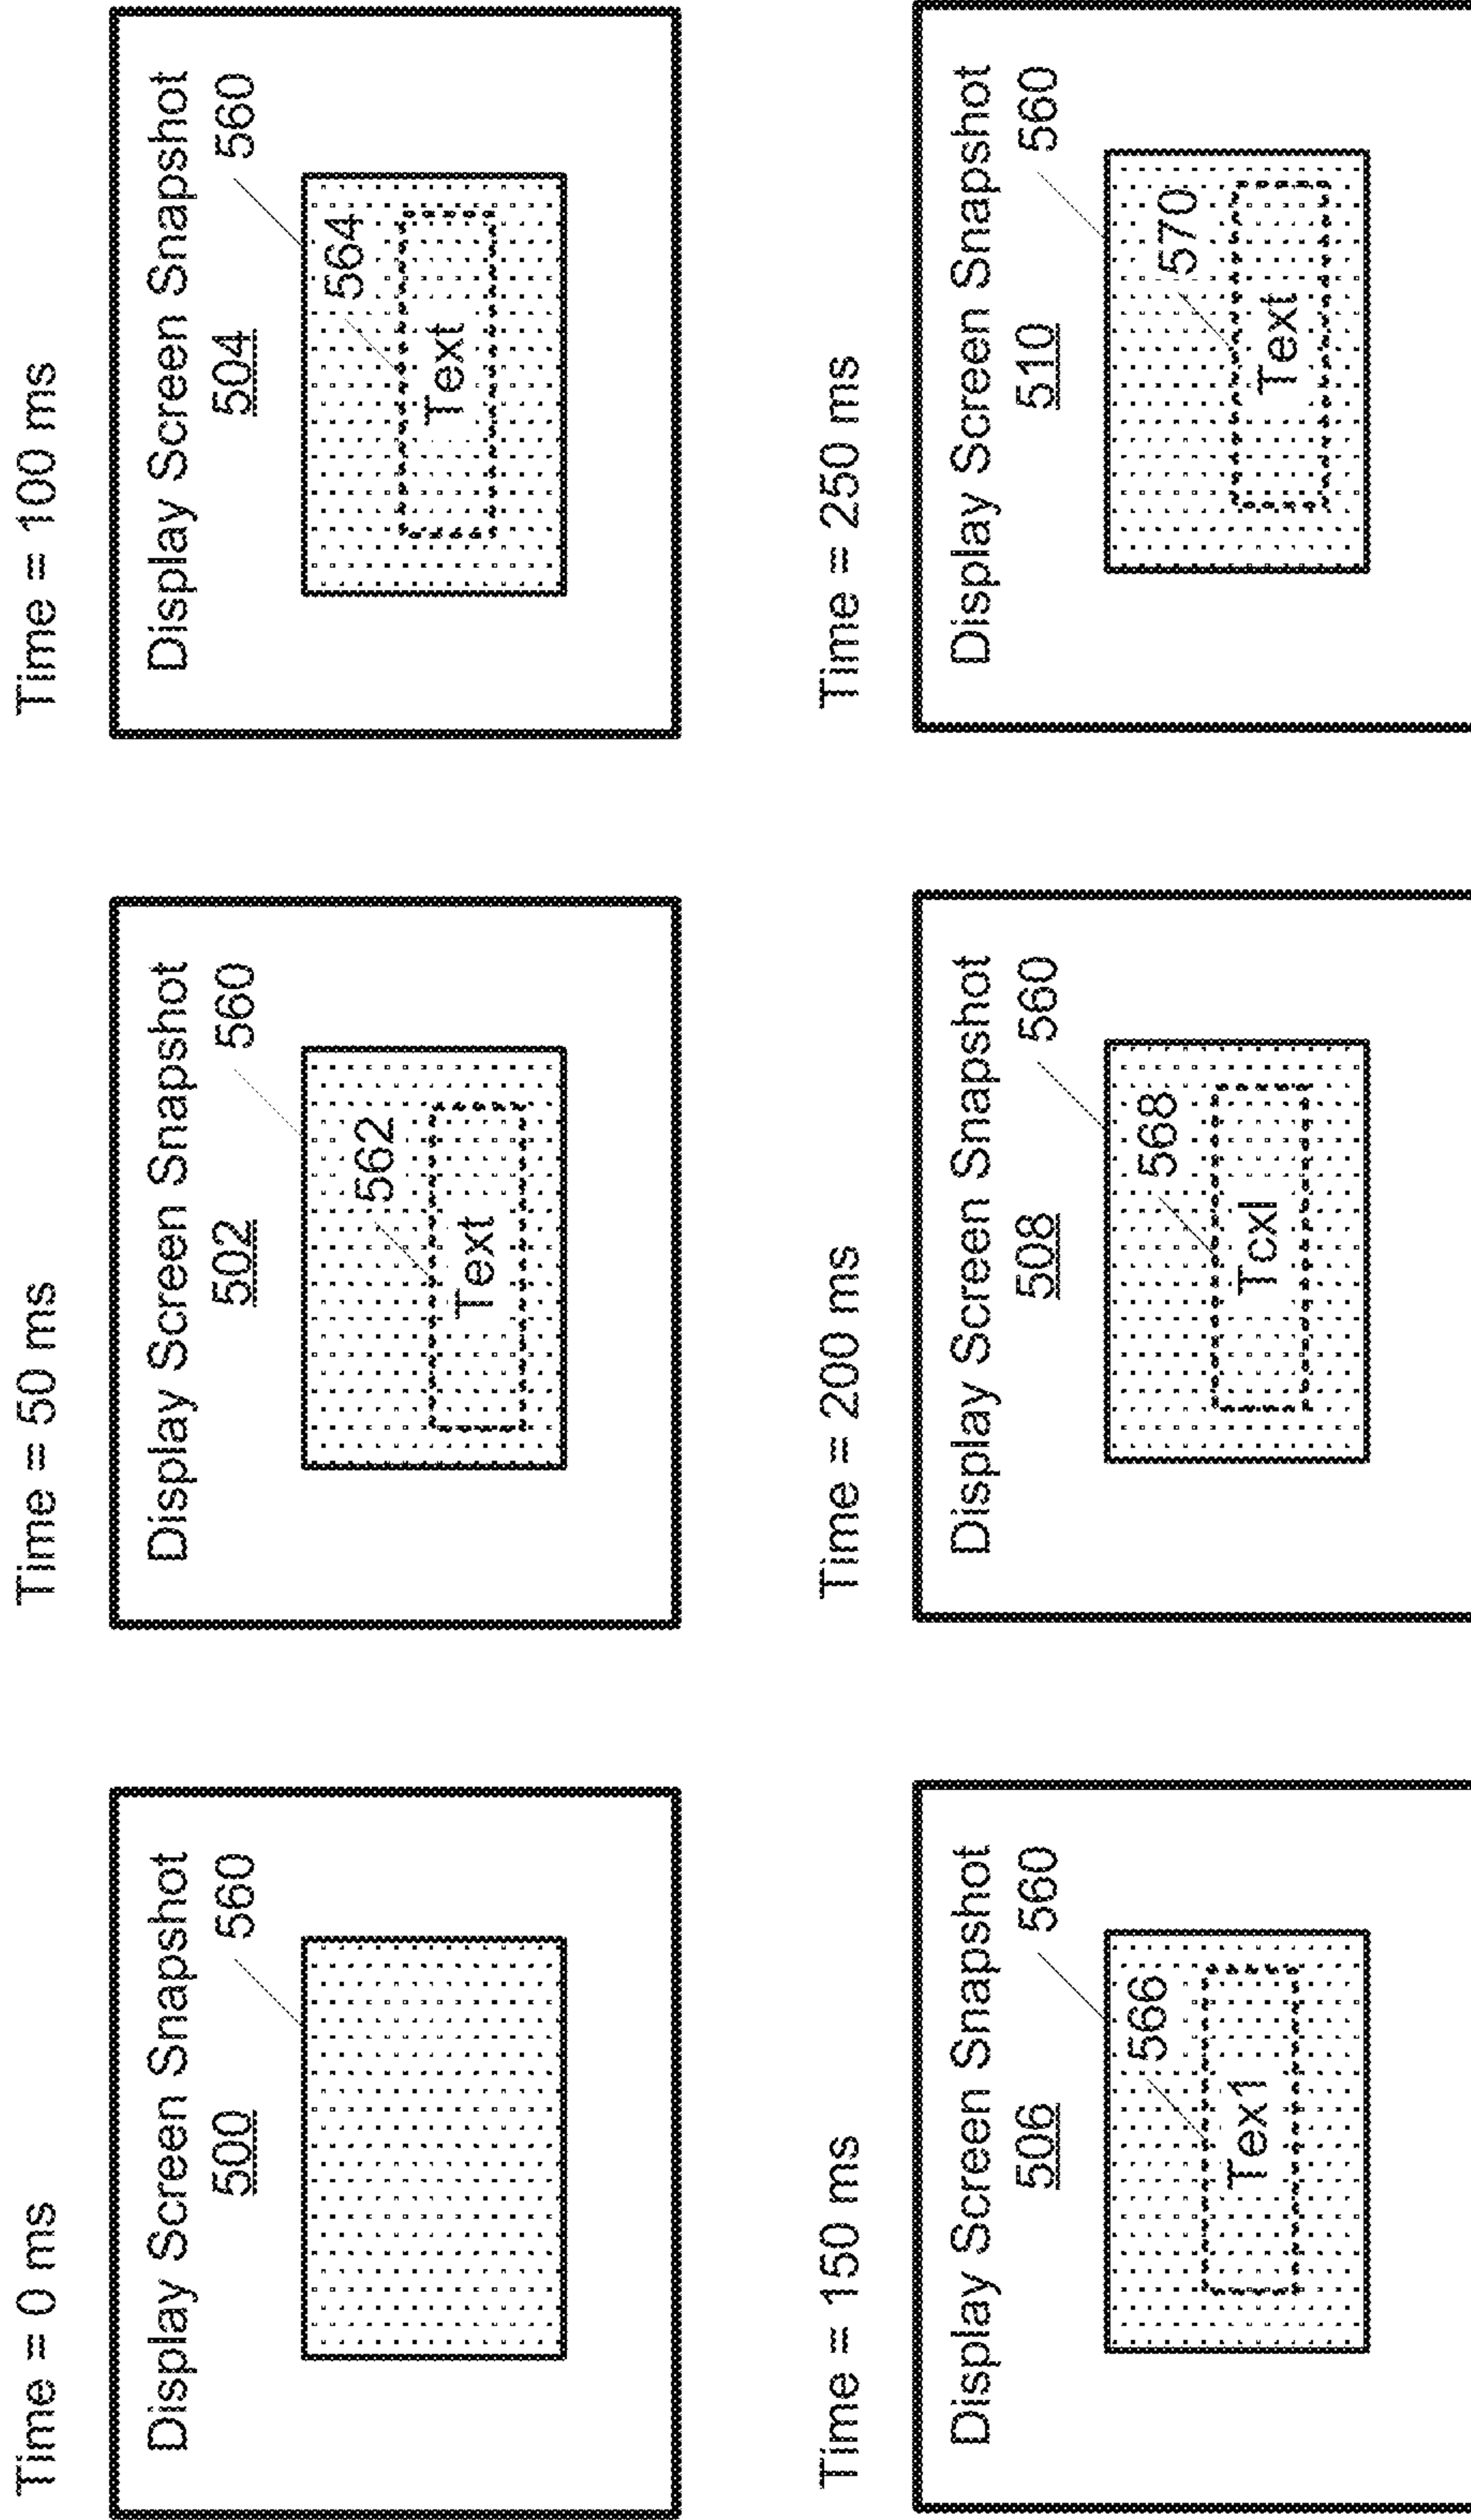 Time = 0 ms
Display Screen Snapshot
500
560
Time = 50 ms
Display Screen Snapshot
502
560
562
Text
Time = 100 ms
Display Screen Snapshot
504
560
564
Text
Time = 150 ms
Display Screen Snapshot
506
560
566
Tex1
Time = 200 ms
Display Screen Snapshot
508
560
568
Tcxl
Time = 250 ms
Display Screen Snapshot
510
560
570
Text